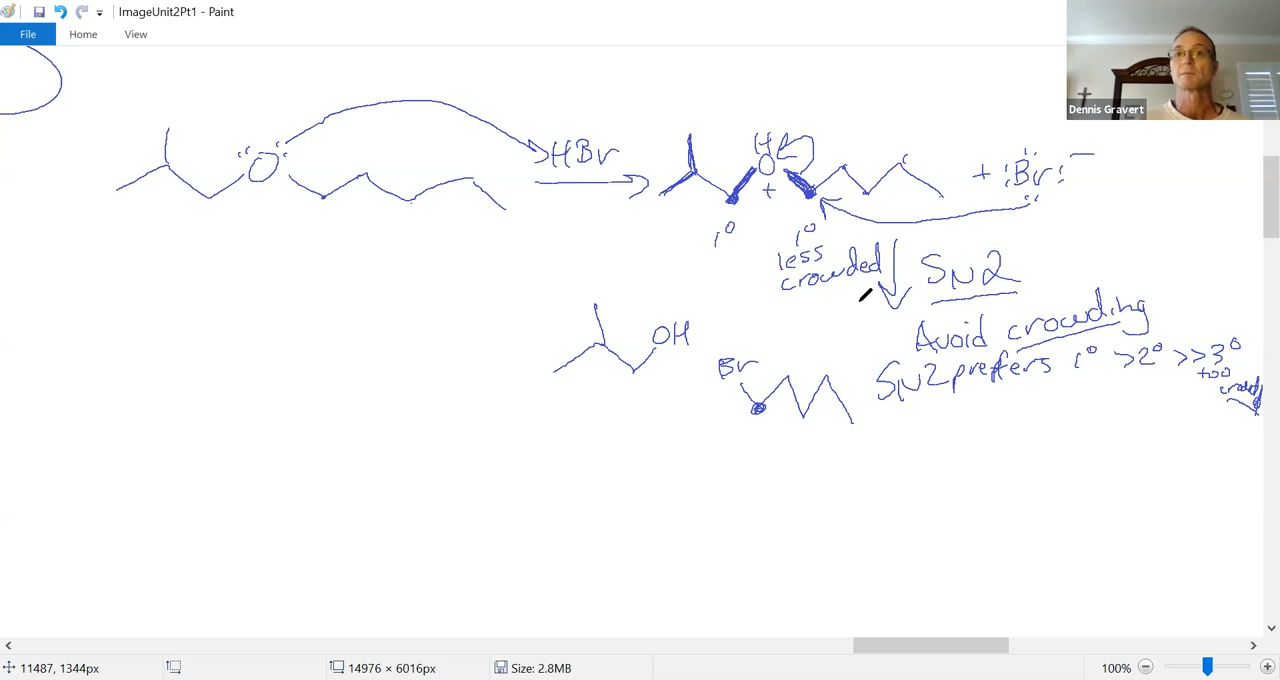 ImageUnit2Pt1 - Paint
File Home View
Dennis Gravert
:O:
HBr
H
O
+
+ :Br: −
1°
1°
less
crowded
SN2
Avoid crowding
SN2 prefers 1° >2° >>3°
too
crowded
OH
Br
11487, 1344px
14976 × 6016px
Size: 2.8MB
100%